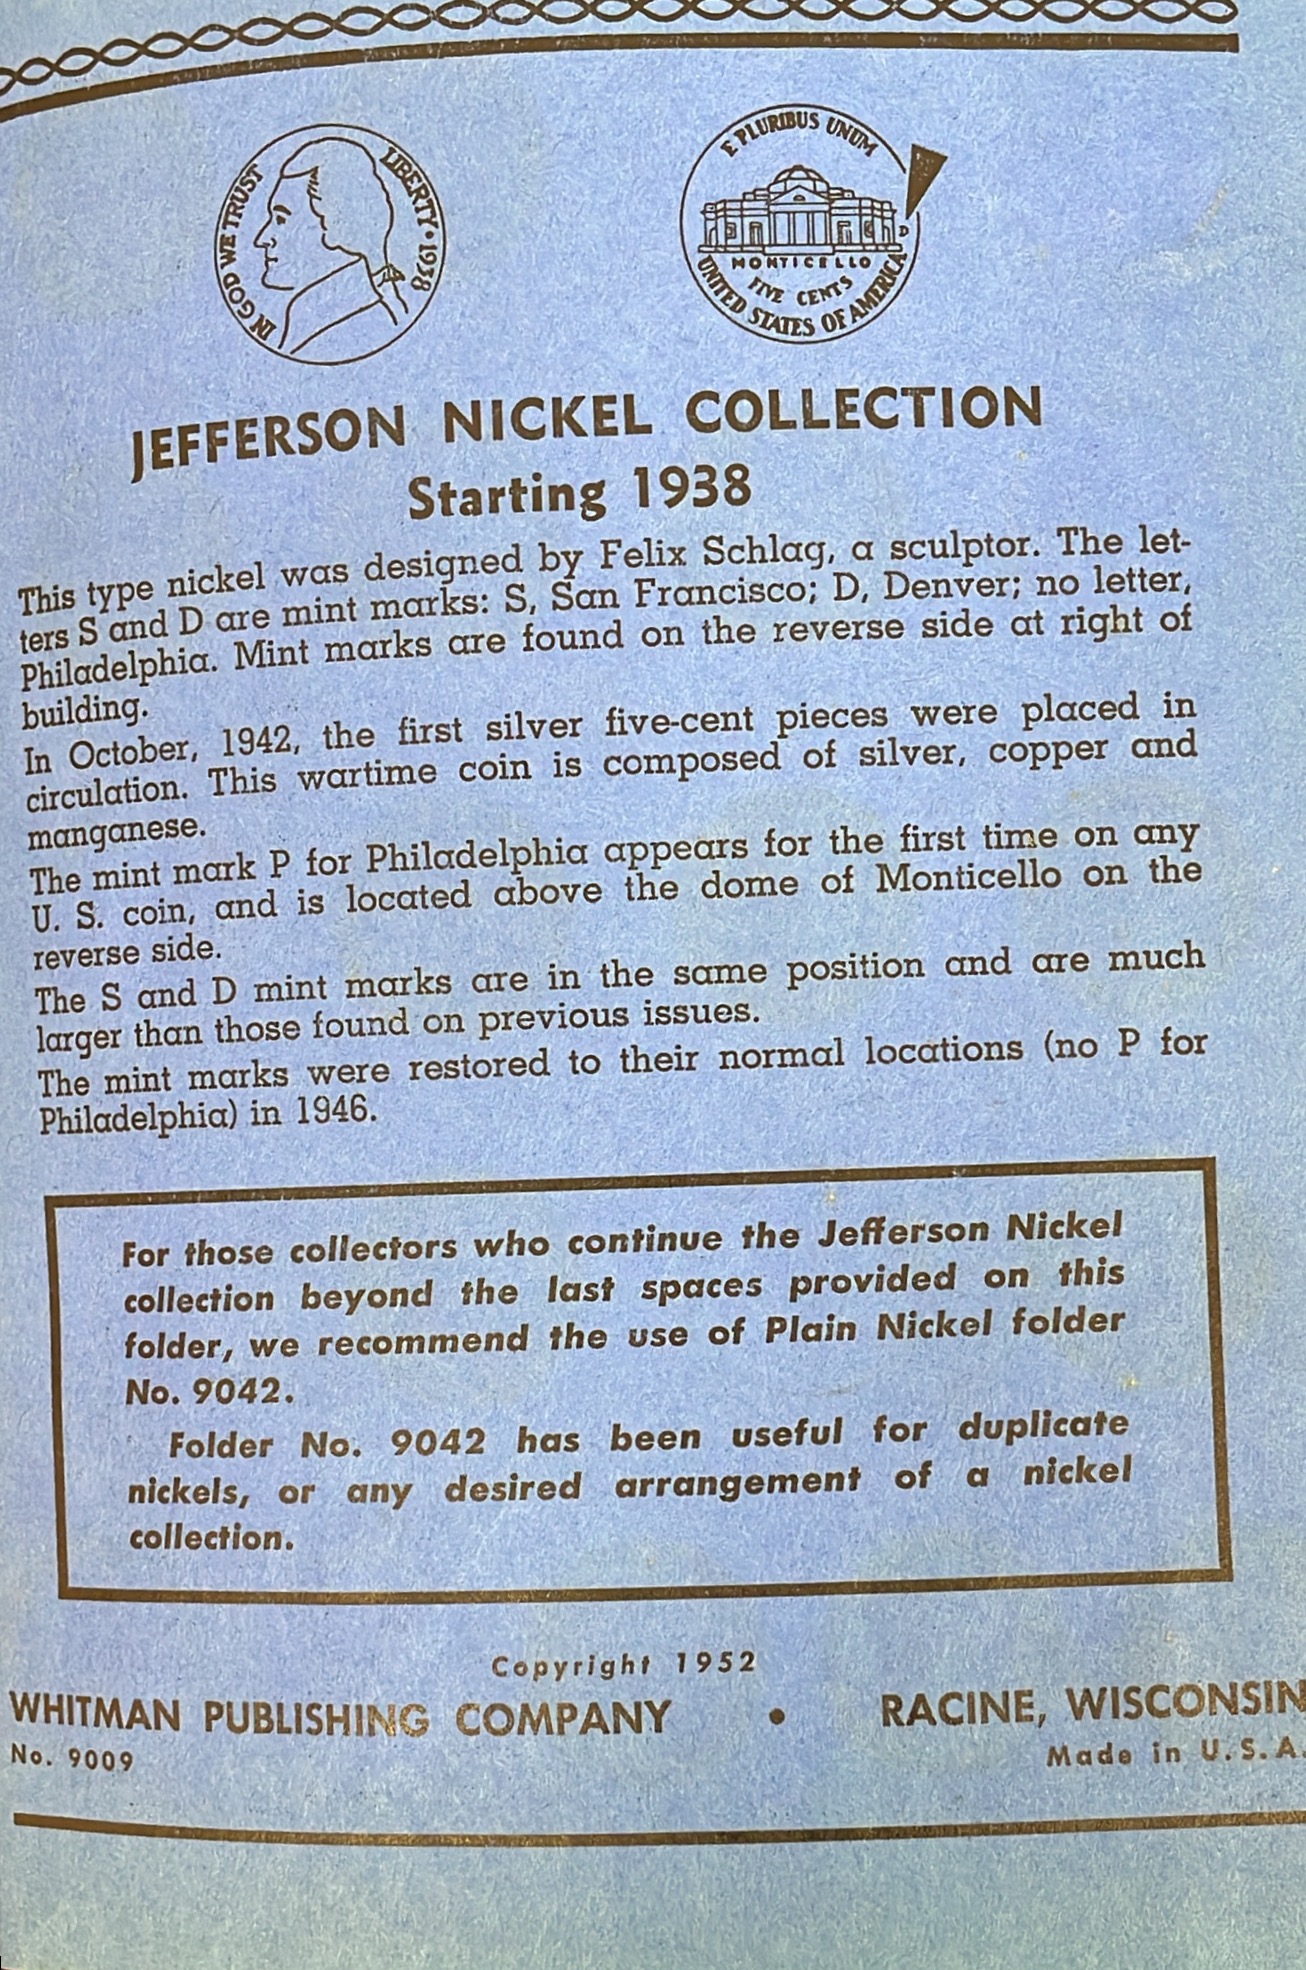 IN GOD WE TRUST LIBERTY • 1938
E PLURIBUS UNUM
D
MONTICELLO
FIVE CENTS
UNITED STATES OF AMERICA
JEFFERSON NICKEL COLLECTION
Starting 1938
This type nickel was designed by Felix Schlag, a sculptor. The let-
ters S and D are mint marks: S, San Francisco; D, Denver; no letter,
Philadelphia. Mint marks are found on the reverse side at right of
building.
In October, 1942, the first silver five-cent pieces were placed in
circulation. This wartime coin is composed of silver, copper and
manganese.
The mint mark P for Philadelphia appears for the first time on any
U. S. coin, and is located above the dome of Monticello on the
reverse side.
The S and D mint marks are in the same position and are much
larger than those found on previous issues.
The mint marks were restored to their normal locations (no P for
Philadelphia) in 1946.
For those collectors who continue the Jefferson Nickel
collection beyond the last spaces provided on this
folder, we recommend the use of Plain Nickel folder
No. 9042.
Folder No. 9042 has been useful for duplicate
nickels, or any desired arrangement of a nickel
collection.
Copyright 1952
WHITMAN PUBLISHING COMPANY • RACINE, WISCONSIN
No. 9009 Made in U.S.A.